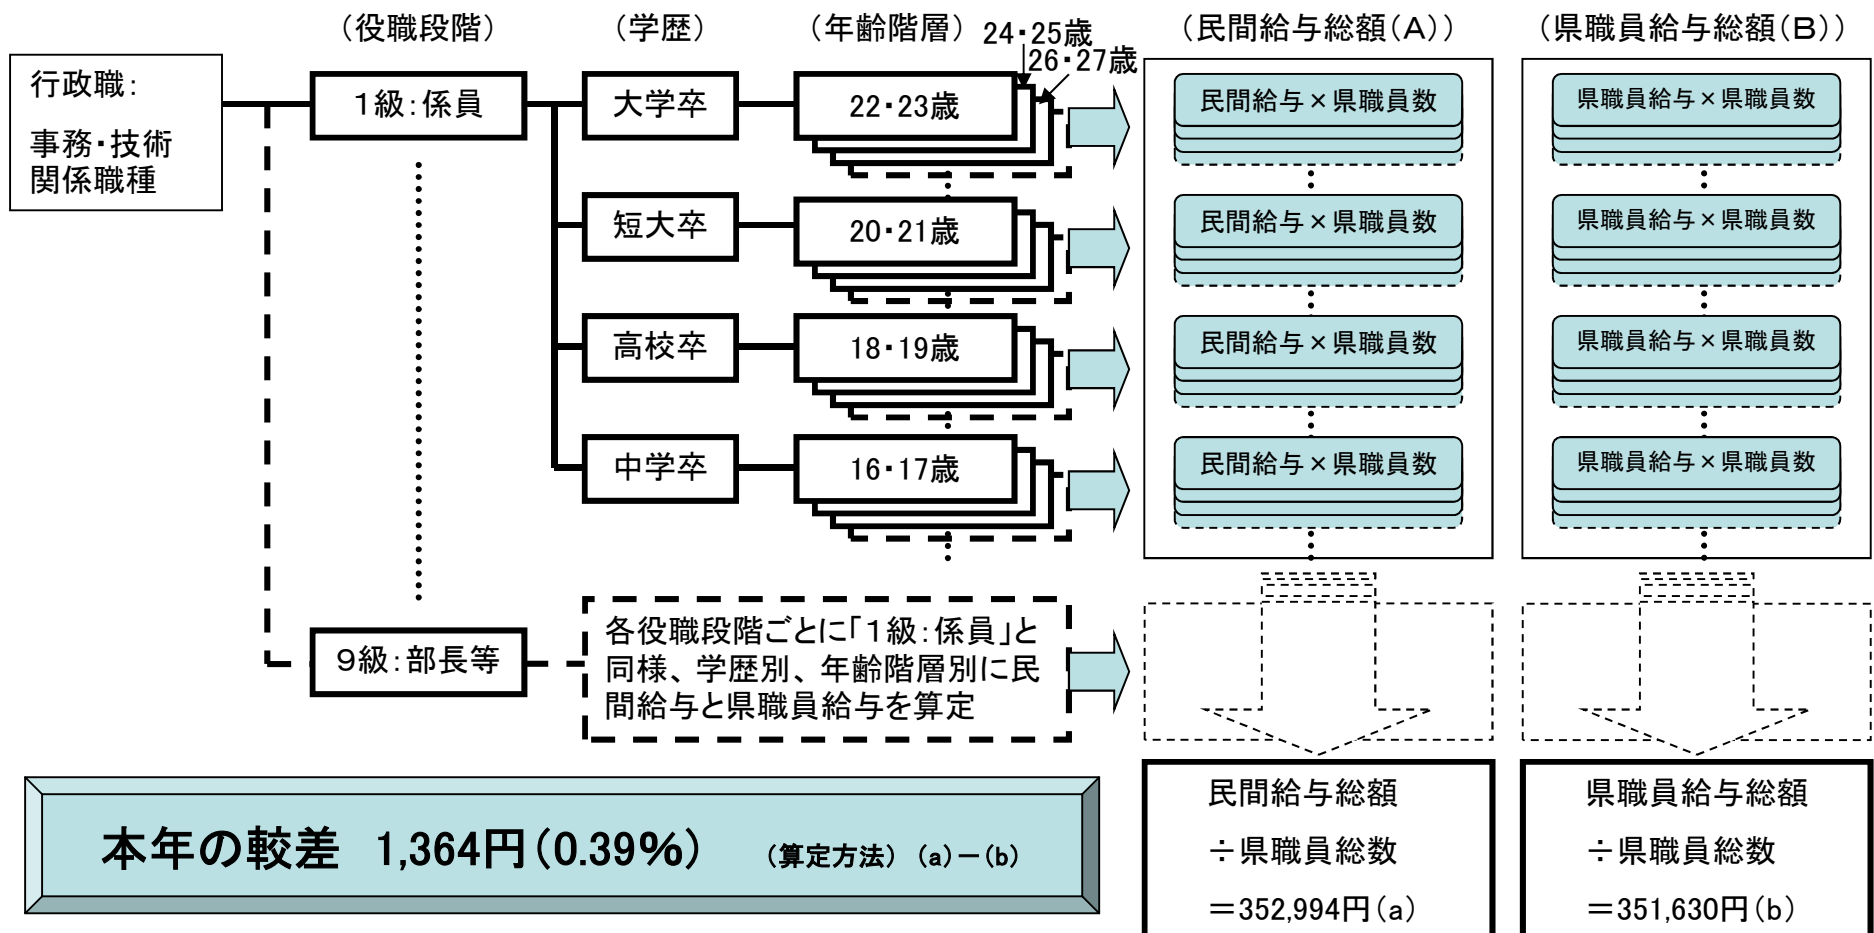 （役職段階）
（学歴）
（年齢階層）
24・25歳
26・27歳
（民間給与総額（A））
（県職員給与総額（B））
行政職：
事務・技術
関係職種
１級：係員
大学卒
22・23歳
民間給与×県職員数
県職員給与×県職員数
短大卒
20・21歳
民間給与×県職員数
県職員給与×県職員数
高校卒
18・19歳
民間給与×県職員数
県職員給与×県職員数
中学卒
16・17歳
民間給与×県職員数
県職員給与×県職員数
９級：部長等
各役職段階ごとに「１級：係員」と
同様、学歴別、年齢階層別に民
間給与と県職員給与を算定
本年の較差 1,364円（0.39％） （算定方法）（a）－（b）
民間給与総額
÷県職員総数
＝352,994円（a）
県職員給与総額
÷県職員総数
＝351,630円（b）